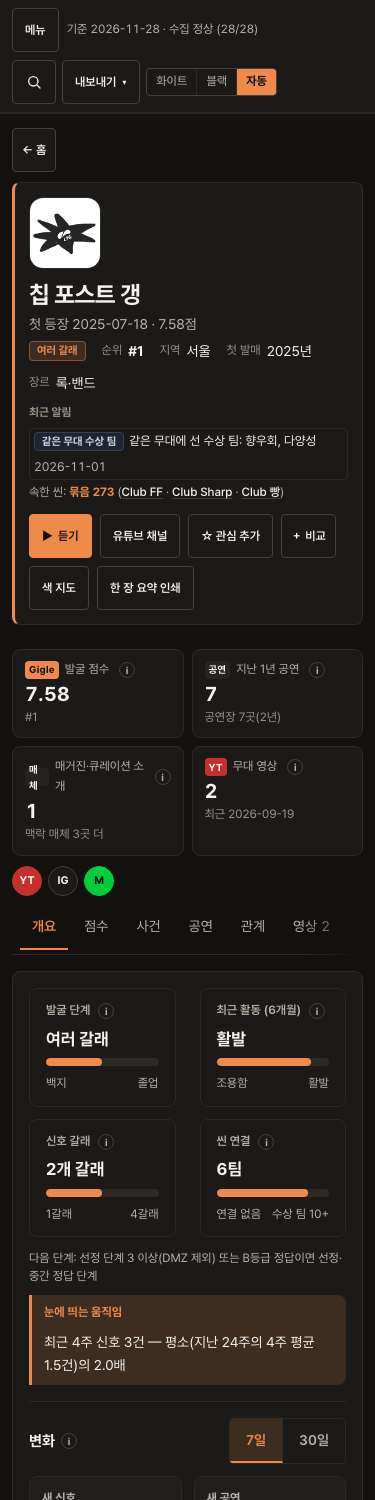 메뉴
기준 2026-11-28 · 수집 정상 (28/28)
내보내기 ▾
화이트 블랙 자동
← 홈
칩 포스트 갱
첫 등장 2025-07-18 · 7.58점
여러 갈래 순위 #1 지역 서울 첫 발매 2025년
장르 록·밴드
최근 알림
같은 무대 수상 팀 같은 무대에 선 수상 팀: 향우회, 다양성
2026-11-01
속한 씬: 묶음 273 (Club FF · Club Sharp · Club 빵)
▶ 듣기 유튜브 채널 ☆ 관심 추가 + 비교
색 지도 한 장 요약 인쇄
Gigle 발굴 점수 i
7.58
#1
공연 지난 1년 공연 i
7
공연장 7곳(2년)
매체 매거진·큐레이션 소개 i
1
맥락 매체 3곳 더
YT 무대 영상 i
2
최근 2026-09-19
YT IG M
개요 점수 사건 공연 관계 영상 2
발굴 단계 i
여러 갈래
백지 졸업
최근 활동 (6개월) i
활발
조용함 활발
신호 갈래 i
2개 갈래
1갈래 4갈래
씬 연결 i
6팀
연결 없음 수상 팀 10+
다음 단계: 선정 단계 3 이상(DMZ 제외) 또는 B등급 정답이면 선정·
중간 정답 단계
눈에 띄는 움직임
최근 4주 신호 3건 — 평소(지난 24주의 4주 평균
1.5건)의 2.0배
변화 i 7일 30일
새 신호 새 공연